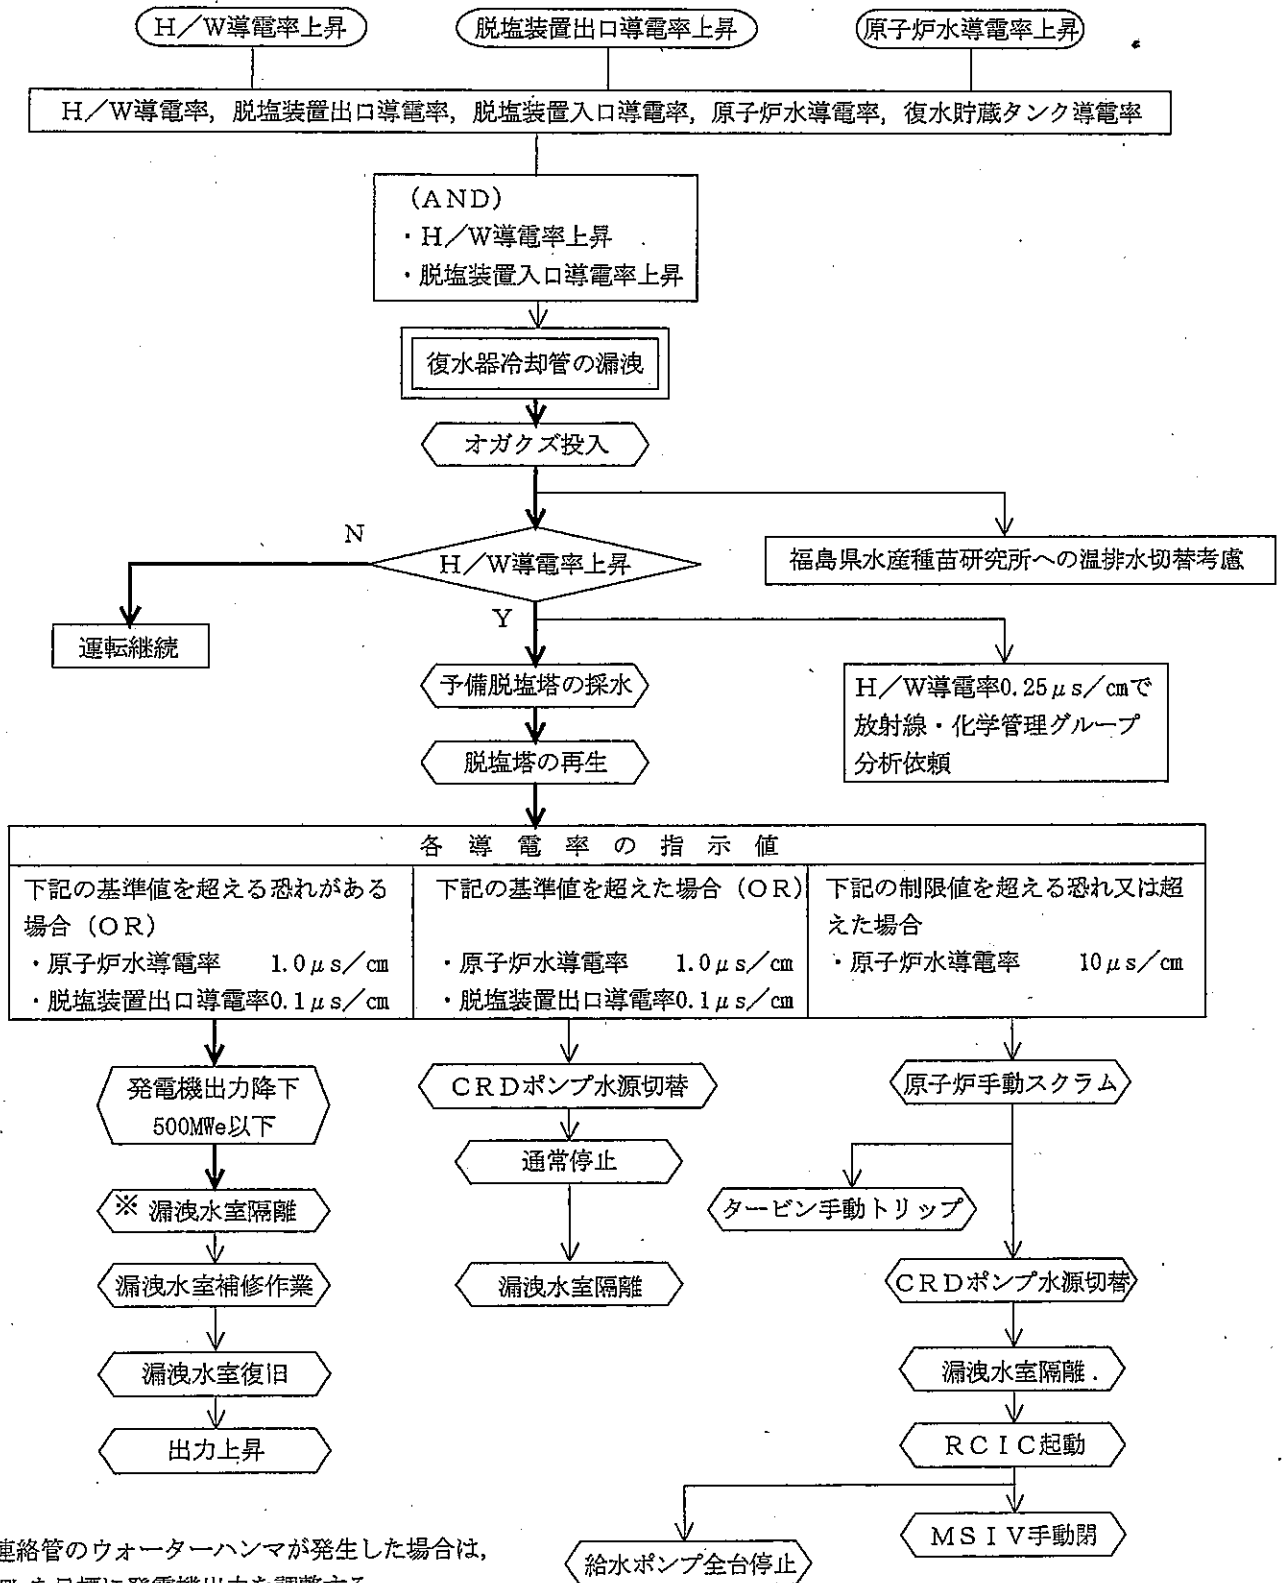 H/W導電率上昇
脱塩装置出口導電率上昇
原子炉水導電率上昇
H/W導電率，脱塩装置出口導電率，脱塩装置入口導電率，原子炉水導電率，復水貯蔵タンク導電率
(AND)
・H/W導電率上昇
・脱塩装置入口導電率上昇
復水器冷却管の漏洩
オガクズ投入
N
H/W導電率上昇
福島県水産種苗研究所への温排水切替考慮
運転継続
Y
予備脱塩塔の採水
H/W導電率0.25μs/㎝で
放射線・化学管理グループ
分析依頼
脱塩塔の再生
各導電率の指示値
下記の基準値を超える恐れがある
場合(OR)
・原子炉水導電率 1.0μs/㎝
・脱塩装置出口導電率0.1μs/㎝
下記の基準値を超えた場合(OR)
・原子炉水導電率 1.0μs/㎝
・脱塩装置出口導電率0.1μs/㎝
下記の制限値を超える恐れ又は超
えた場合
・原子炉水導電率 10μs/㎝
発電機出力降下
500MWe以下
※漏洩水室隔離
漏洩水室補修作業
漏洩水室復旧
出力上昇
CRDポンプ水源切替
通常停止
漏洩水室隔離
原子炉手動スクラム
タービン手動トリップ
CRDポンプ水源切替
漏洩水室隔離.
RCIC起動
MSIV手動閉
給水ポンプ全台停止
連絡管のウォーターハンマが発生した場合は，
を目標に発電機出力を調整する